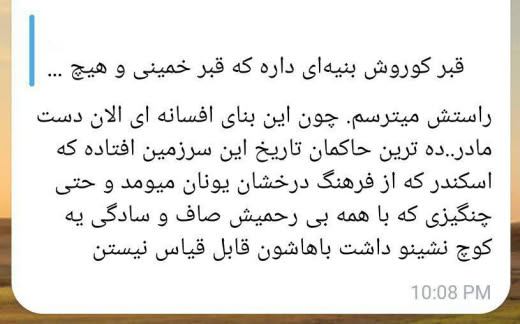 قبر کوروش بنیه‌ای داره که قبر خمینی و هیچ ...
راستش میترسم. چون این بنای افسانه ای الان دست
مادر..ده ترین حاکمان تاریخ این سرزمین افتاده که
اسکندر که از فرهنگ درخشان یونان میومد و حتی
چنگیزی که با همه بی رحمیش صاف و سادگی یه
کوچ نشینو داشت باهاشون قابل قیاس نیستن
10:08 PM